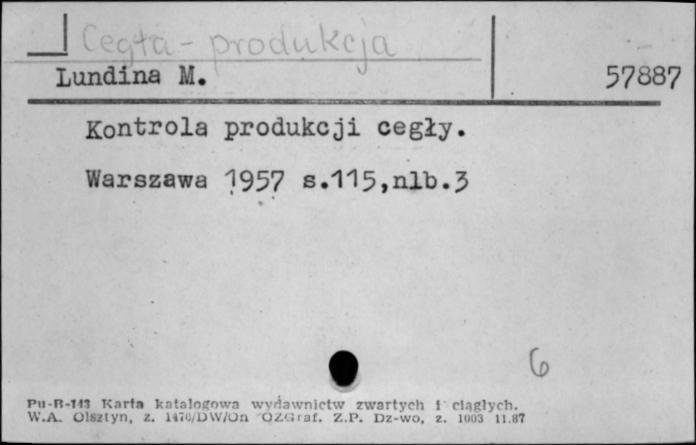 Cegła - produkcja
Lundina M. 57887
Kontrola produkcji cegły.
Warszawa 1957 s.115,nlb.3
6
Pu-B-143 Karta katalogowa wydawnictw zwartych i ciągłych.
W.A. Olsztyn, z. 1470/DW/On OZGraf. Z.P. Dz-wo, z. 1003 11.87